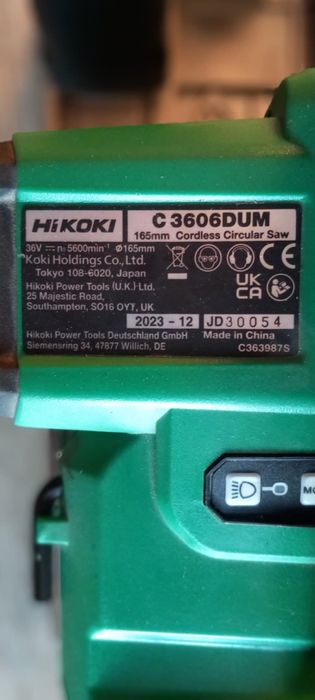 HiKOKI
C 3606DUM
165mm Cordless Circular Saw
36V ⎓ n 5600min⁻¹ Ø165mm
Koki Holdings Co.,Ltd.
Tokyo 108-6020, Japan
Hikoki Power Tools (U.K.) Ltd.
25 Majestic Road,
Southampton, SO16 0YT, UK
CE
UK
CA
2023 - 12
JD30054
Hikoki Power Tools Deutschland GmbH
Made in China
Siemensring 34, 47877 Willich, DE
C363987S